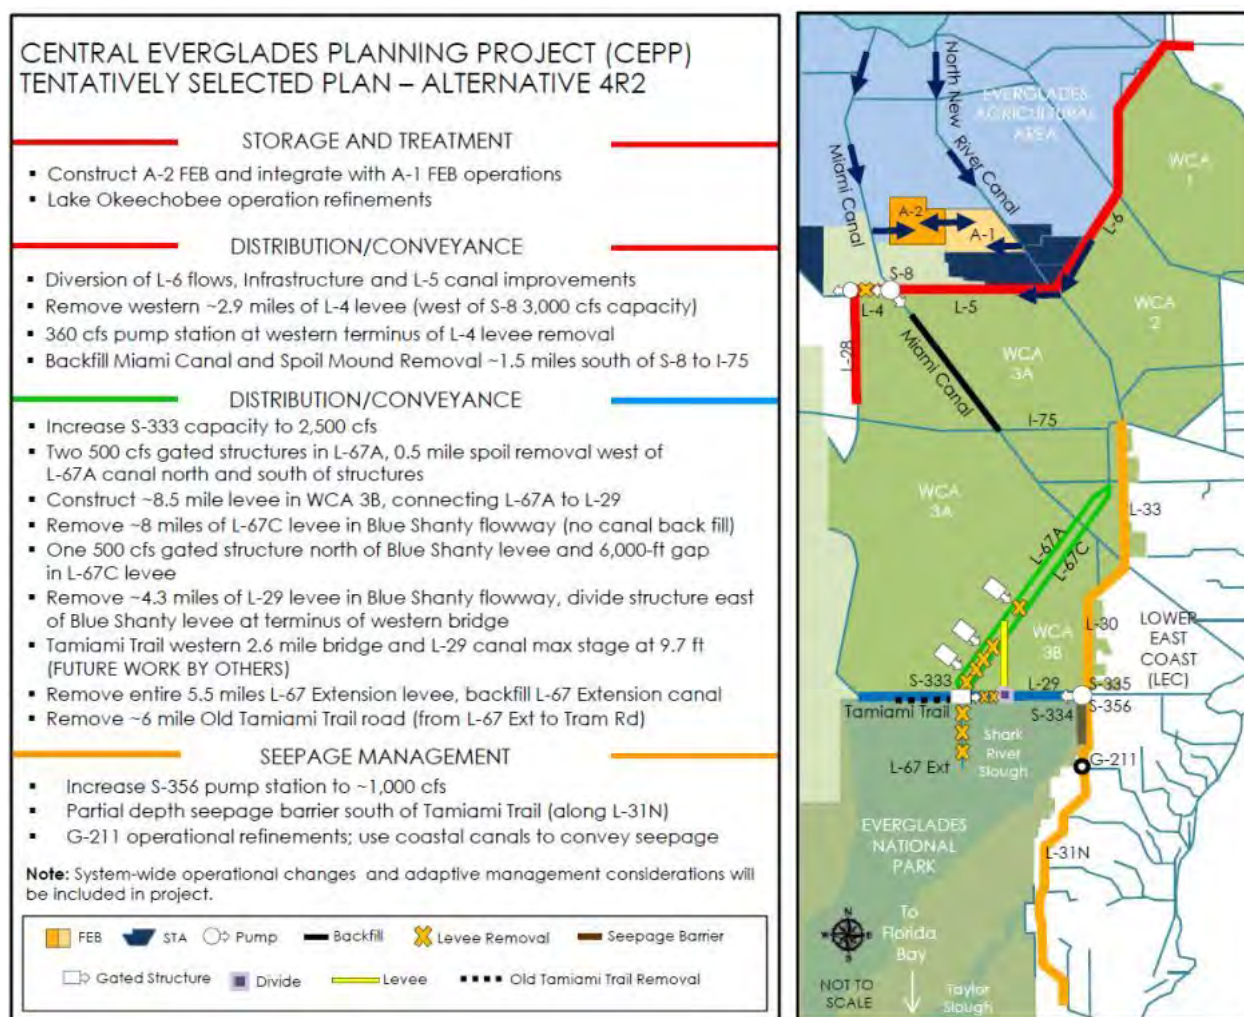 CENTRAL EVERGLADES PLANNING PROJECT (CEPP)
TENTATIVELY SELECTED PLAN – ALTERNATIVE 4R2
STORAGE AND TREATMENT
▪ Construct A-2 FEB and integrate with A-1 FEB operations
▪ Lake Okeechobee operation refinements
DISTRIBUTION/CONVEYANCE
▪ Diversion of L-6 flows, Infrastructure and L-5 canal improvements
▪ Remove western ~2.9 miles of L-4 levee (west of S-8 3,000 cfs capacity)
▪ 360 cfs pump station at western terminus of L-4 levee removal
▪ Backfill Miami Canal and Spoil Mound Removal ~1.5 miles south of S-8 to I-75
DISTRIBUTION/CONVEYANCE
▪ Increase S-333 capacity to 2,500 cfs
▪ Two 500 cfs gated structures in L-67A, 0.5 mile spoil removal west of
L-67A canal north and south of structures
▪ Construct ~8.5 mile levee in WCA 3B, connecting L-67A to L-29
▪ Remove ~8 miles of L-67C levee in Blue Shanty flowway (no canal back fill)
▪ One 500 cfs gated structure north of Blue Shanty levee and 6,000-ft gap
in L-67C levee
▪ Remove ~4.3 miles of L-29 levee in Blue Shanty flowway, divide structure east
of Blue Shanty levee at terminus of western bridge
▪ Tamiami Trail western 2.6 mile bridge and L-29 canal max stage at 9.7 ft
(FUTURE WORK BY OTHERS)
▪ Remove entire 5.5 miles L-67 Extension levee, backfill L-67 Extension canal
▪ Remove ~6 mile Old Tamiami Trail road (from L-67 Ext to Tram Rd)
SEEPAGE MANAGEMENT
▪ Increase S-356 pump station to ~1,000 cfs
▪ Partial depth seepage barrier south of Tamiami Trail (along L-31N)
▪ G-211 operational refinements; use coastal canals to convey seepage
Note: System-wide operational changes and adaptive management considerations will
be included in project.
FEB STA Pump Backfill Levee Removal Seepage Barrier
Gated Structure Divide Levee Old Tamiami Trail Removal
North New River Canal
EVERGLADES
AGRICULTURAL
AREA
Miami Canal
WCA
1
A-2
A-1
L-6
S-8
L-4
L-5
WCA
2
L-28
Miami Canal
WCA
3A
I-75
WCA
3A
L-33
L-67A
L-67C
L-30
LOWER
EAST
COAST
(LEC)
WCA
3B
S-333
L-29
S-335
Tamiami Trail
S-334
S-356
Shark
River
Slough
L-67 Ext
G-211
EVERGLADES
NATIONAL
PARK
L-31N
N
E
S
W
To
Florida
Bay
NOT TO
SCALE
Taylor
Slough